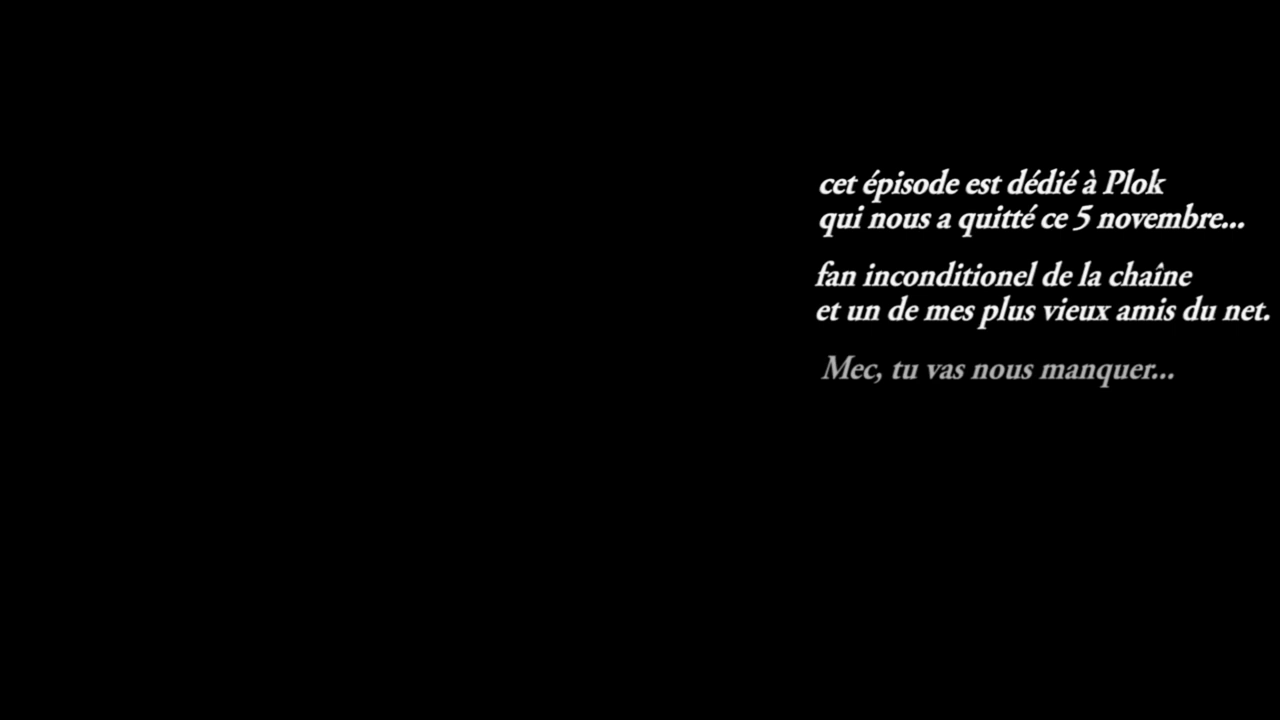 cet épisode est dédié à Plok
qui nous a quitté ce 5 novembre...
fan inconditionel de la chaîne
et un de mes plus vieux amis du net.
Mec, tu vas nous manquer...